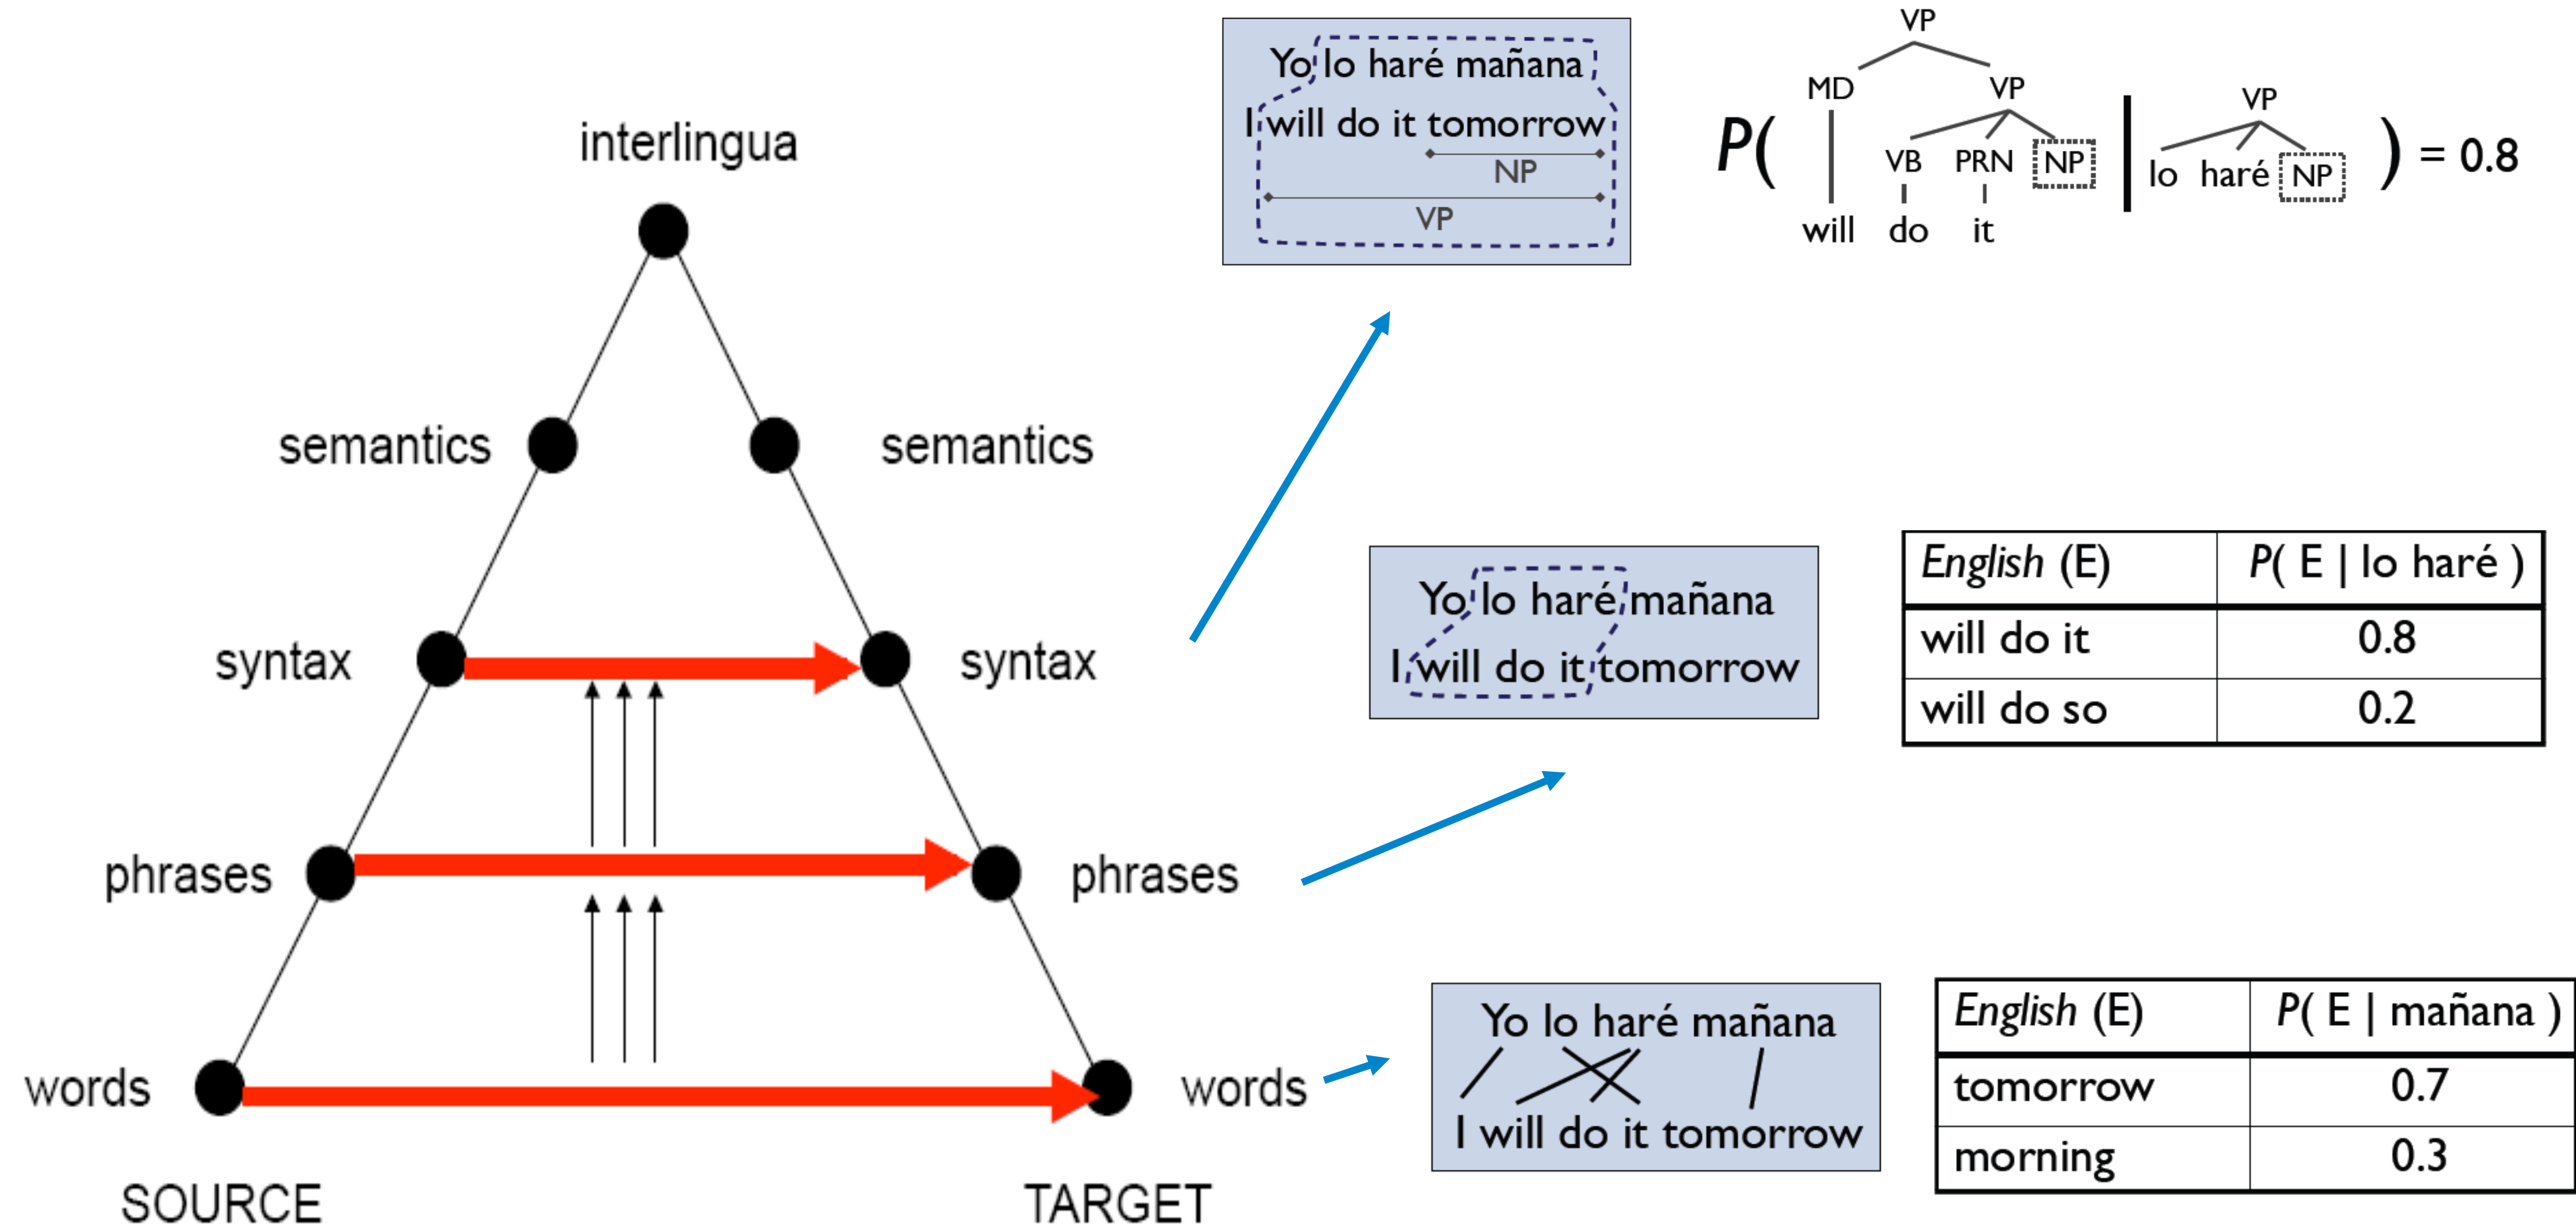 interlingua
semantics semantics
syntax syntax
phrases phrases
words words
SOURCE TARGET
Yo lo haré mañana
I will do it tomorrow
NP
VP
VP
MD VP VP
P( VB PRN NP | lo haré NP ) = 0.8
will do it
Yo lo haré mañana
I will do it tomorrow
English (E) P( E | lo haré )
will do it 0.8
will do so 0.2
Yo lo haré mañana
I will do it tomorrow
English (E) P( E | mañana )
tomorrow 0.7
morning 0.3